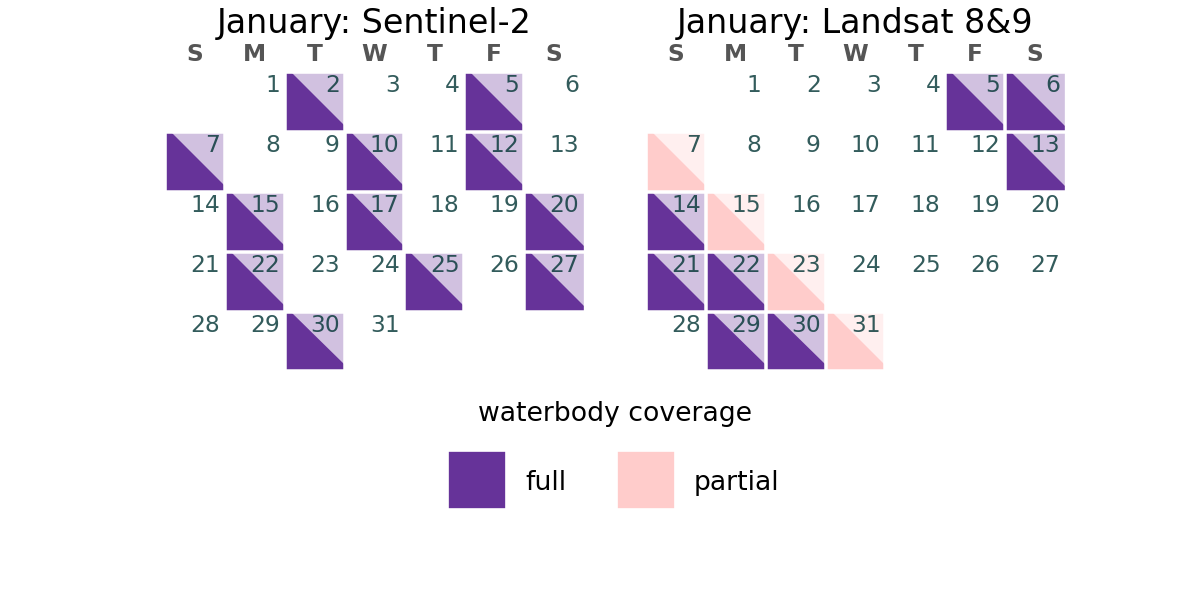 January: Sentinel-2
S M T W T F S
1 2 3 4 5 6
7 8 9 10 11 12 13
14 15 16 17 18 19 20
21 22 23 24 25 26 27
28 29 30 31
January: Landsat 8&9
S M T W T F S
1 2 3 4 5 6
7 8 9 10 11 12 13
14 15 16 17 18 19 20
21 22 23 24 25 26 27
28 29 30 31
waterbody coverage
full partial